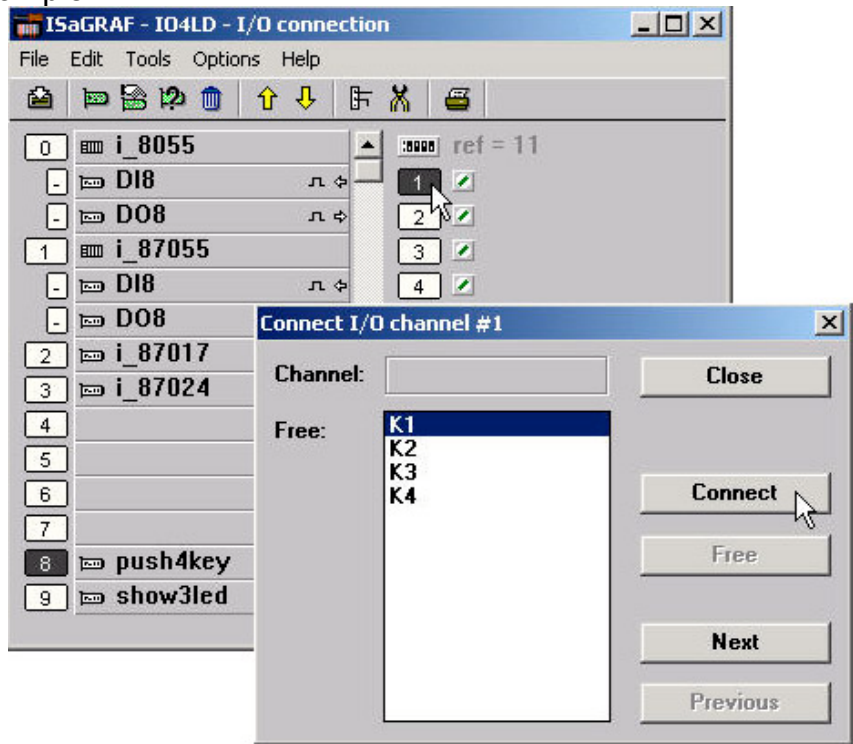 ISaGRAF - IO4LD - I/O connection
File Edit Tools Options Help
0 i_8055 ref = 11
- DI8 1
- DO8 2
1 i_87055 3
- DI8 4
- DO8
2 i_87017
3 i_87024
4
5
6
7
8 push4key
9 show3led
Connect I/O channel #1
Channel: Close
Free: K1
K2
K3
K4 Connect
Free
Next
Previous